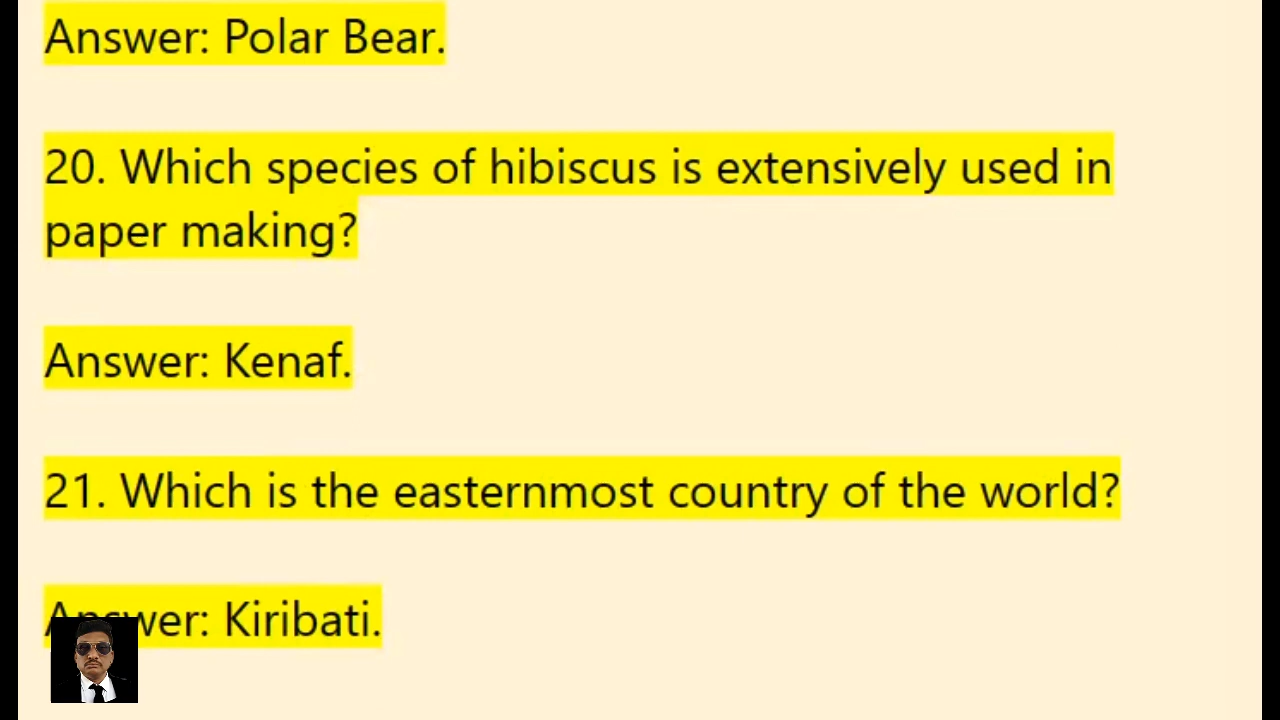 Answer: Polar Bear.
20. Which species of hibiscus is extensively used in
paper making?
Answer: Kenaf.
21. Which is the easternmost country of the world?
Answer: Kiribati.